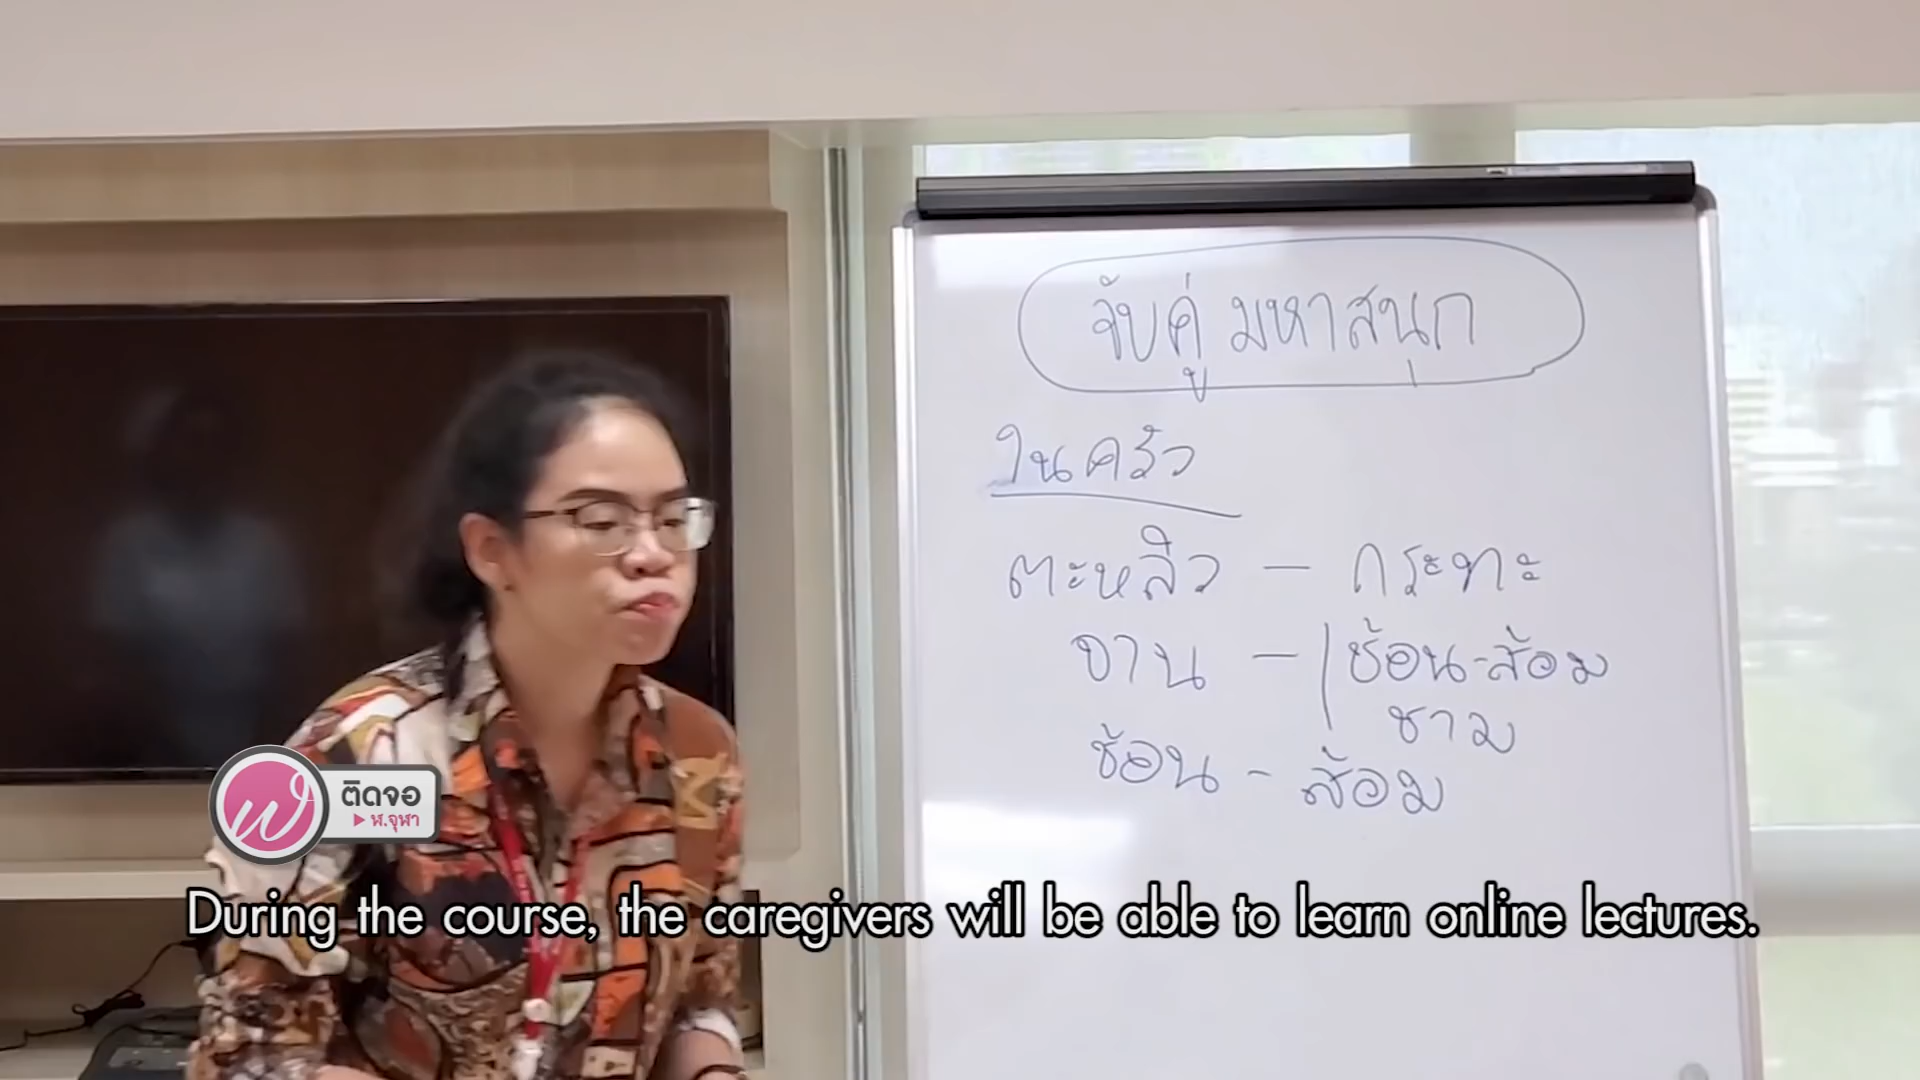 จับคู่ มหาสนุก
ในครัว
ตะหลิว - กระทะ
จาน - ช้อน-ส้อม
ชาม
ช้อน - ส้อม
ติดจอ
ฬ.จุฬา
During the course, the caregivers will be able to learn online lectures.